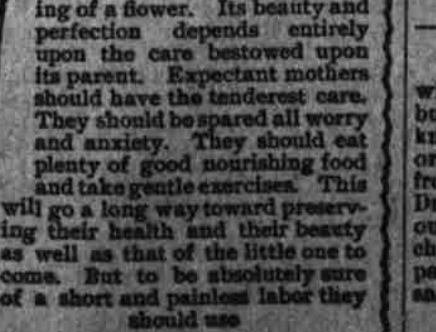 ing of a flower. Its beauty and
perfection depends entirely
upon the care bestowed upon
its parent. Expectant mothers
should have the tenderest care.
They should be spared all worry
and anxiety. They should eat
plenty of good nourishing food
and take gentle exercises. This
will go a long way toward preserv-
ing their health and their beauty
as well as that of the little one to
come. But to be absolutely sure
of a short and painless labor they
should use